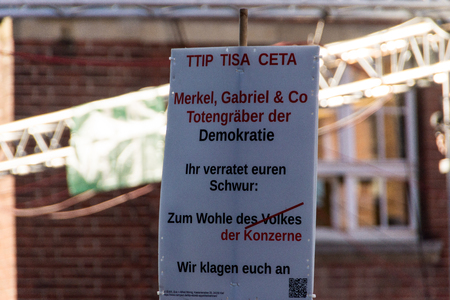 TTIP TISA CETA
Merkel, Gabriel & Co
Totengräber der
Demokratie
Ihr verratet euren
Schwur:
Zum Wohle des Volkes
der Konzerne
Wir klagen euch an